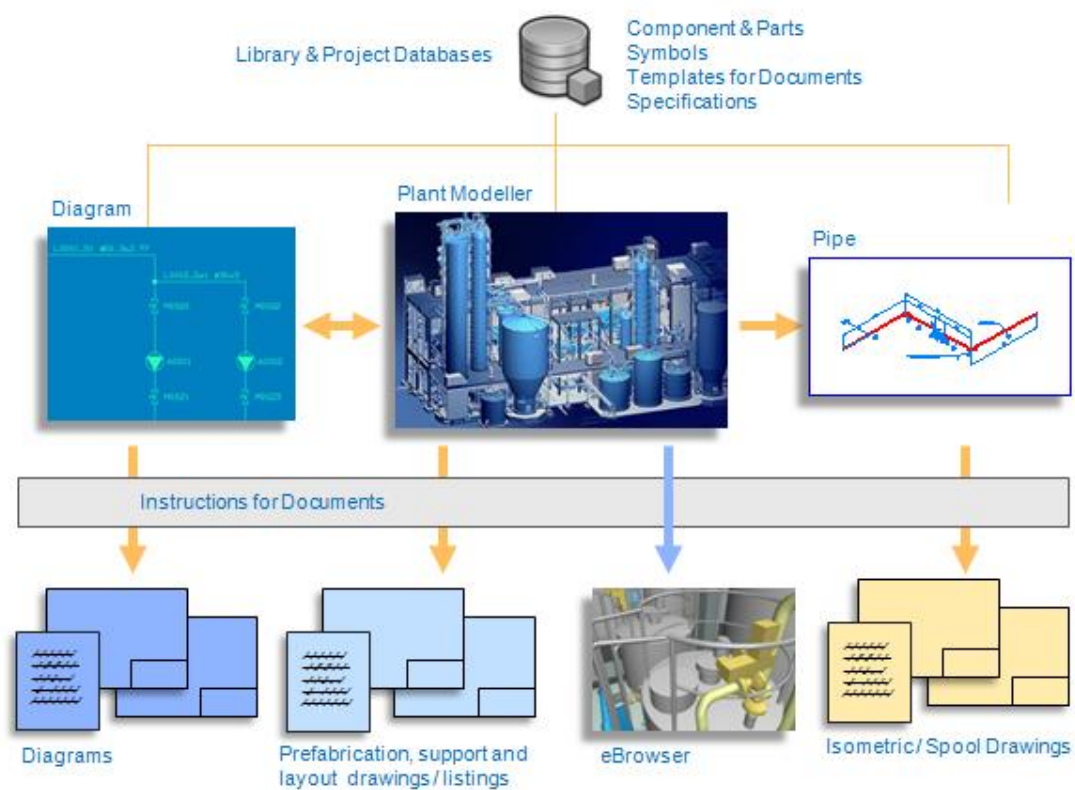 Library & Project Databases
Component & Parts
Symbols
Templates for Documents
Specifications
Diagram
Plant Modeller
Pipe
Instructions for Documents
Diagrams
Prefabrication, support and
layout drawings/listings
eBrowser
Isometric / Spool Drawings